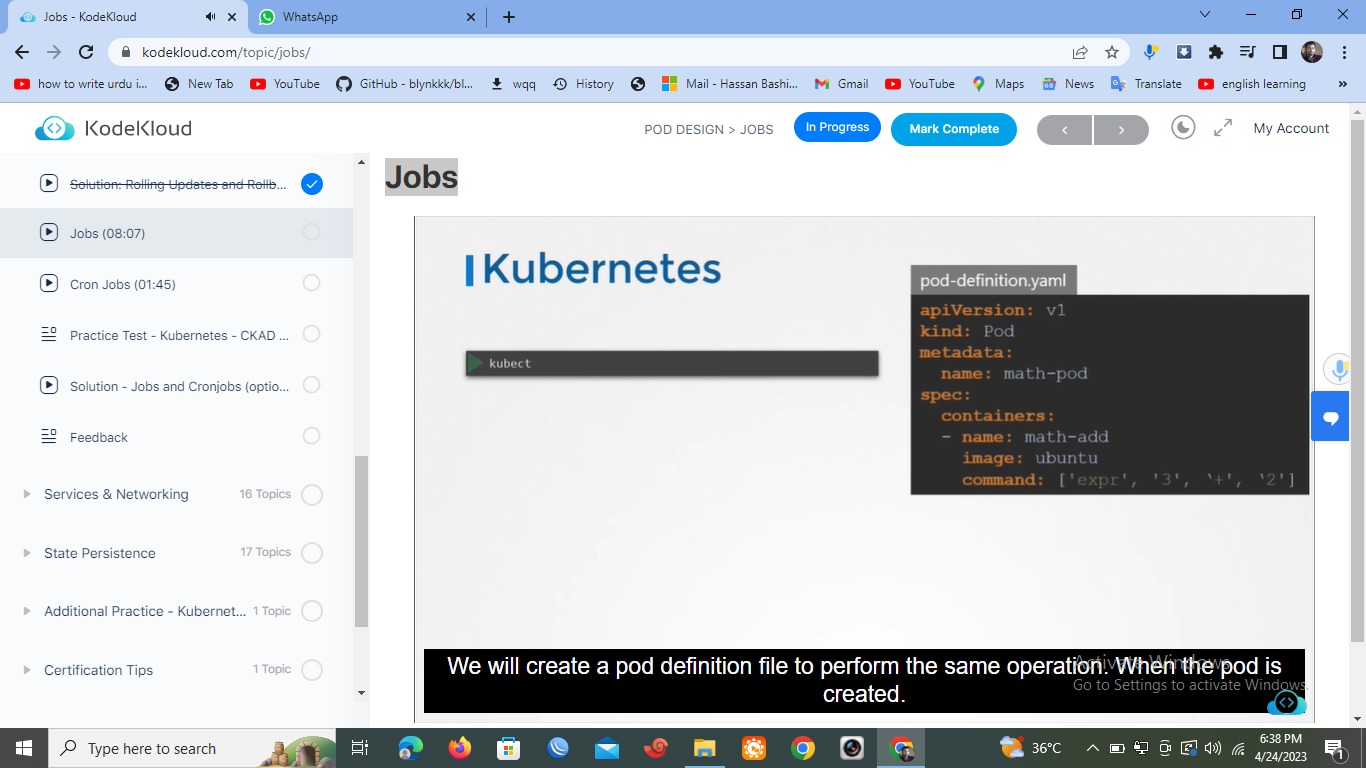 Jobs - KodeKloud
WhatsApp
kodekloud.com/topic/jobs/
how to write urdu i...
New Tab
YouTube
GitHub - blynkkk/bl...
wqq
History
Mail - Hassan Bashi...
Gmail
YouTube
Maps
News
Translate
english learning
»
KodeKloud
POD DESIGN > JOBS
In Progress
Mark Complete
My Account
Solution: Rolling Updates and Rollb...
Jobs (08:07)
Cron Jobs (01:45)
Practice Test - Kubernetes - CKAD ...
Solution - Jobs and Cronjobs (optio...
Feedback
Services & Networking 16 Topics
State Persistence 17 Topics
Additional Practice - Kubernet... 1 Topic
Certification Tips 1 Topic
Jobs
Kubernetes
kubect
pod-definition.yaml
apiVersion: v1
kind: Pod
metadata:
name: math-pod
spec:
containers:
- name: math-add
image: ubuntu
command: ['expr', '3', '+', '2']
We will create a pod definition file to perform the same operation. When the pod is
created.
Activate Windows
Go to Settings to activate Windows.
Type here to search
36°C
6:38 PM
4/24/2023
1